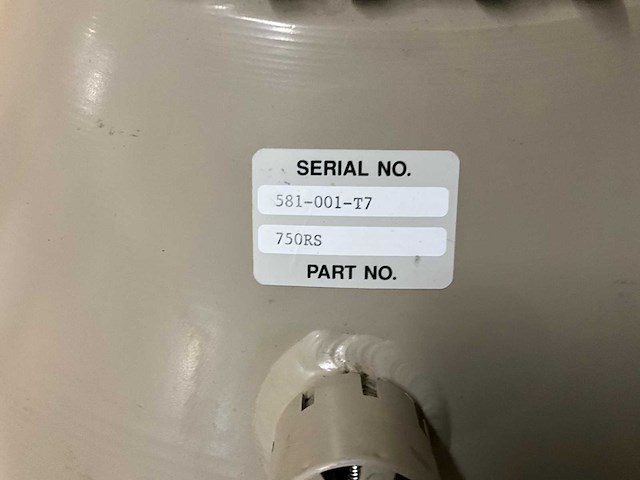 SERIAL NO.
581-001-T7
750RS
PART NO.